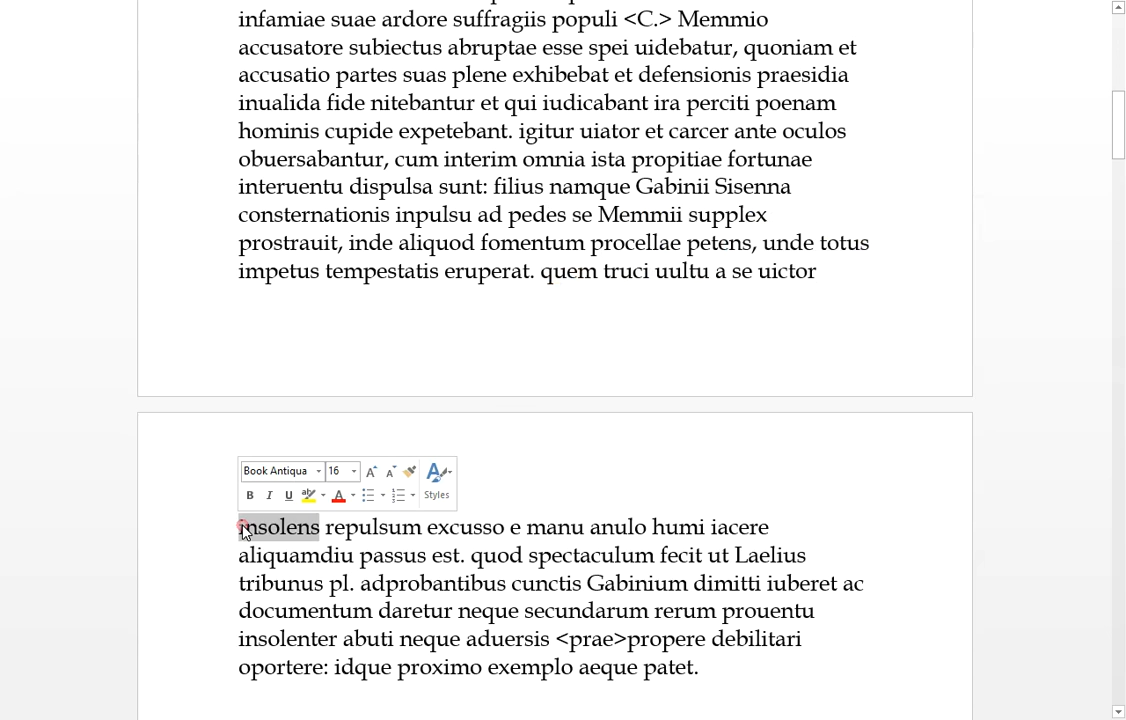 infamiae suae ardore suffragiis populi <C.> Memmio
accusatore subiectus abruptae esse spei uidebatur, quoniam et
accusatio partes suas plene exhibebat et defensionis praesidia
inualida fide nitebantur et qui iudicabant ira perciti poenam
hominis cupide expetebant. igitur uiator et carcer ante oculos
obuersabantur, cum interim omnia ista propitiae fortunae
interuentu dispulsa sunt: filius namque Gabinii Sisenna
consternationis inpulsu ad pedes se Memmii supplex
prostrauit, inde aliquod fomentum procellae petens, unde totus
impetus tempestatis eruperat. quem truci uultu a se uictor
Book Antiqua 16 A A A
B I U aby A Styles
insolens repulsum excusso e manu anulo humi iacere
aliquamdiu passus est. quod spectaculum fecit ut Laelius
tribunus pl. adprobantibus cunctis Gabinium dimitti iuberet ac
documentum daretur neque secundarum rerum prouentu
insolenter abuti neque aduersis <prae>propere debilitari
oportere: idque proximo exemplo aeque patet.